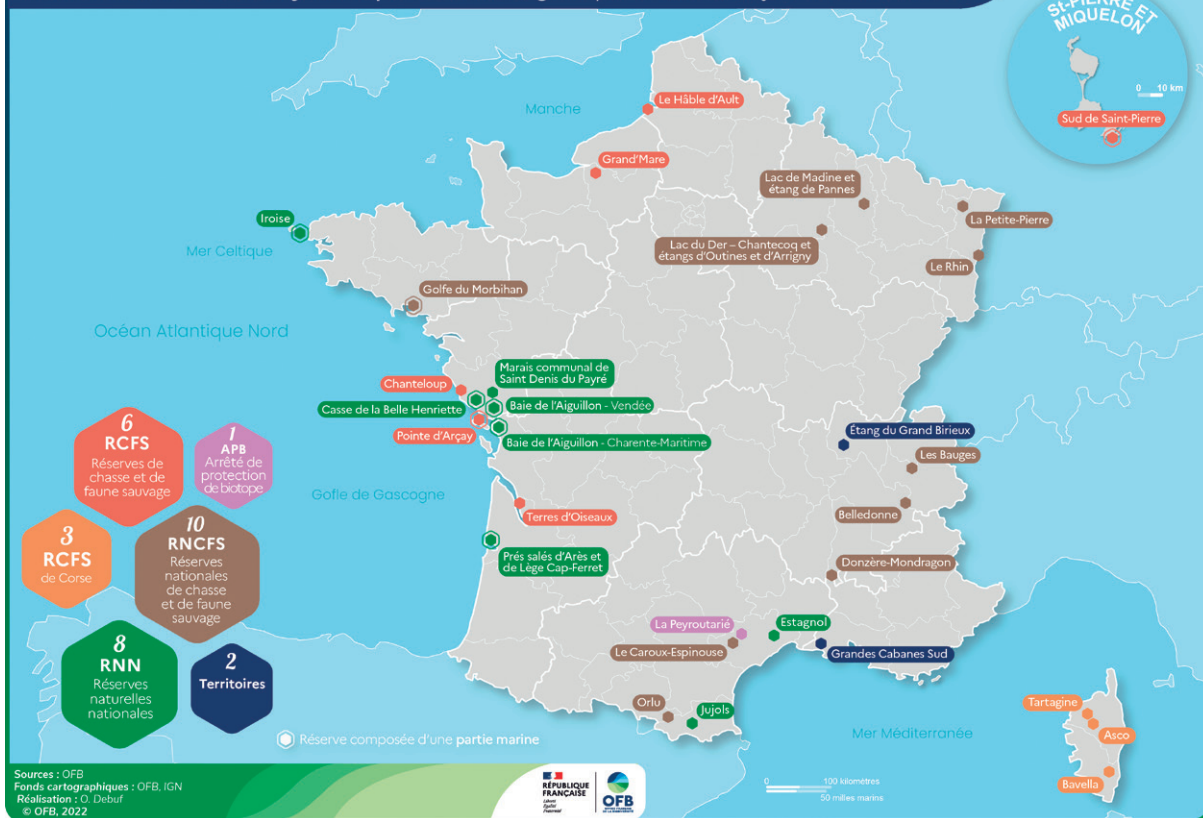 St-PIERRE ET
MIQUELON
0 10 km
Sud de Saint-Pierre
Manche
Le Hâble d'Ault
Grand'Mare
Lac de Madine et
étang de Pannes
La Petite-Pierre
Lac du Der – Chantecoq et
étangs d'Outines et d'Arrigny
Le Rhin
Iroise
Mer Celtique
Golfe du Morbihan
Océan Atlantique Nord
Marais communal de
Saint Denis du Payré
Chanteloup
Casse de la Belle Henriette
Baie de l'Aiguillon - Vendée
Pointe d'Arçay
Baie de l'Aiguillon - Charente-Maritime
Étang du Grand Birieux
Les Bauges
Belledonne
Gofle de Gascogne
Terres d'Oiseaux
Prés salés d'Arès et
de Lège Cap-Ferret
Donzère-Mondragon
La Peyroutarié
Estagnol
Le Caroux-Espinouse
Grandes Cabanes Sud
Orlu
Jujols
Mer Méditerranée
Tartagine
Asco
Bavella
6
RCFS
Réserves de
chasse et de
faune sauvage
1
APB
Arrêté de
protection
de biotope
3
RCFS
de Corse
10
RNCFS
Réserves
nationales
de chasse
et de faune
sauvage
8
RNN
Réserves
naturelles
nationales
2
Territoires
Réserve composée d'une partie marine
0 100 kilomètres
50 milles marins
Sources : OFB
Fonds cartographiques : OFB, IGN
Réalisation : O. Debuf
© OFB, 2022
RÉPUBLIQUE
FRANÇAISE
Liberté
Égalité
Fraternité
OFB